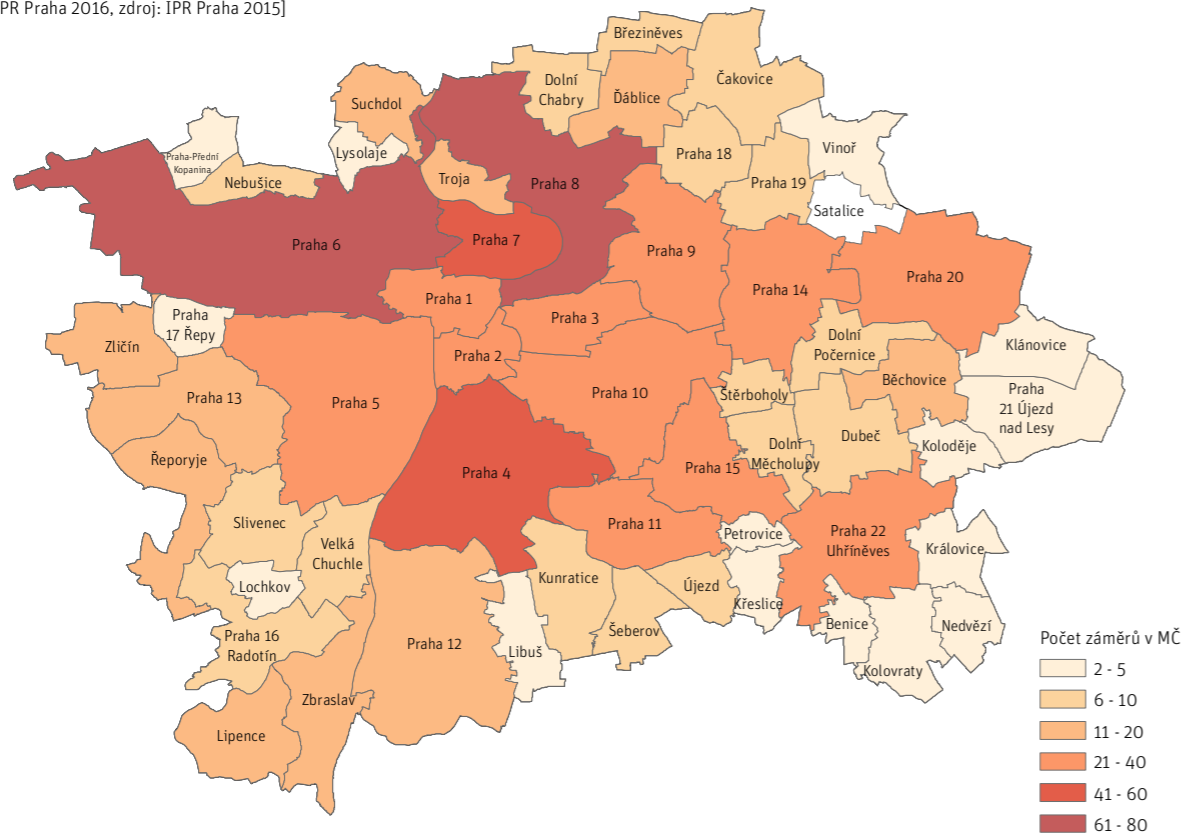 PR Praha 2016, zdroj: IPR Praha 2015]
Březiněves
Dolní
Chabry
Ďáblice
Čakovice
Suchdol
Praha-Přední
Kopanina
Lysolaje
Nebušice
Troja
Praha 8
Praha 18
Praha 19
Vinoř
Satalice
Praha 6
Praha 7
Praha 9
Praha 14
Praha 20
Praha 1
Praha 3
Praha
17 Řepy
Zličín
Praha 2
Dolní
Počernice
Klánovice
Praha 13
Praha 5
Praha 10
Štěrboholy
Běchovice
Praha
21 Újezd
nad Lesy
Řeporyje
Praha 4
Praha 15
Dolní
Měcholupy
Dubeč
Koloděje
Slivenec
Velká
Chuchle
Praha 11
Petrovice
Praha 22
Uhříněves
Královice
Lochkov
Kunratice
Újezd
Křeslice
Praha 16
Radotín
Praha 12
Libuš
Šeberov
Benice
Nedvězí
Kolovraty
Zbraslav
Lipence
Počet záměrů v MČ
2 - 5
6 - 10
11 - 20
21 - 40
41 - 60
61 - 80